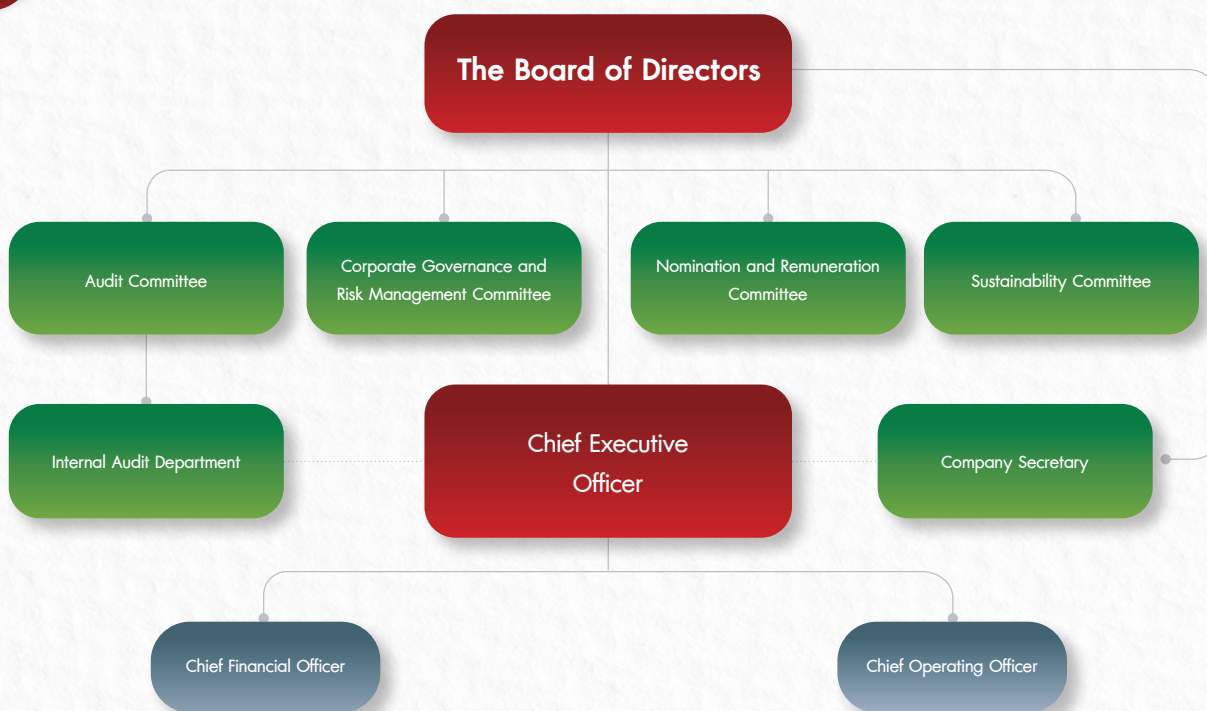 The Board of Directors
Audit Committee
Corporate Governance and
Risk Management Committee
Nomination and Remuneration
Committee
Sustainability Committee
Internal Audit Department
Chief Executive
Officer
Company Secretary
Chief Financial Officer
Chief Operating Officer